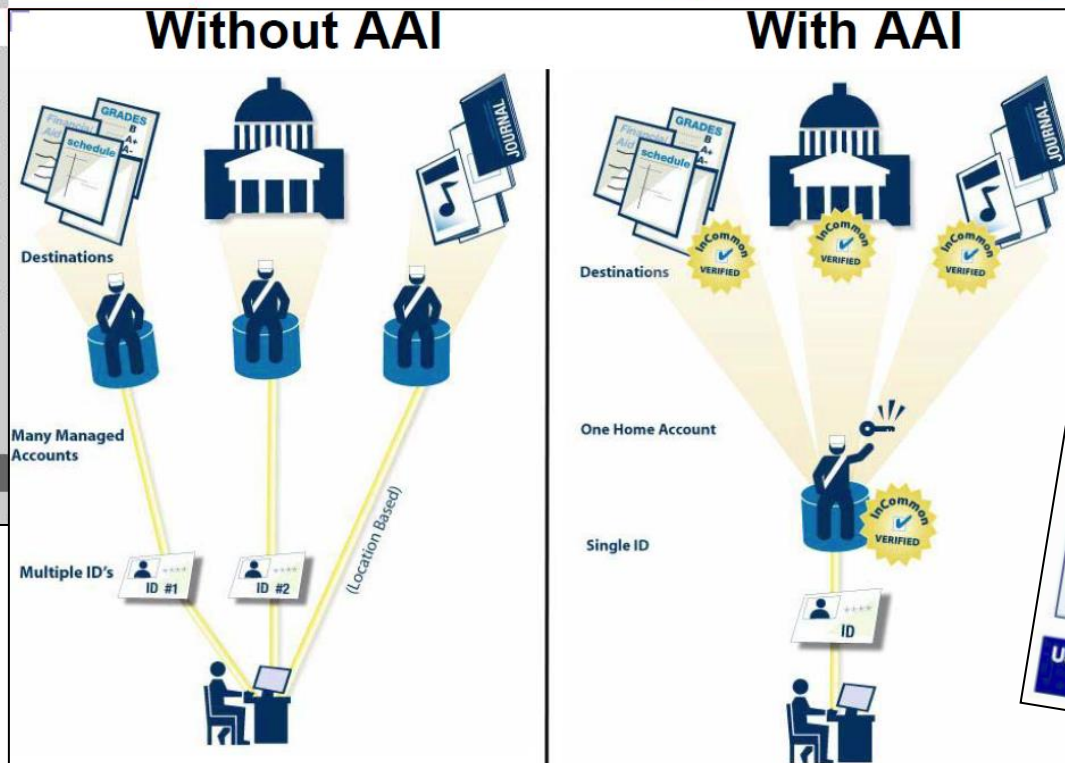 Without AAI
GRADES
B
A+
A-
Financial
Aid
schedule
JOURNAL
Destinations
Many Managed
Accounts
(Location Based)
Multiple ID's
ID #1
ID #2
With AAI
GRADES
B
A+
A-
Financial
Aid
schedule
JOURNAL
InCommon
VERIFIED
InCommon
VERIFIED
InCommon
VERIFIED
Destinations
One Home Account
InCommon
VERIFIED
Single ID
ID